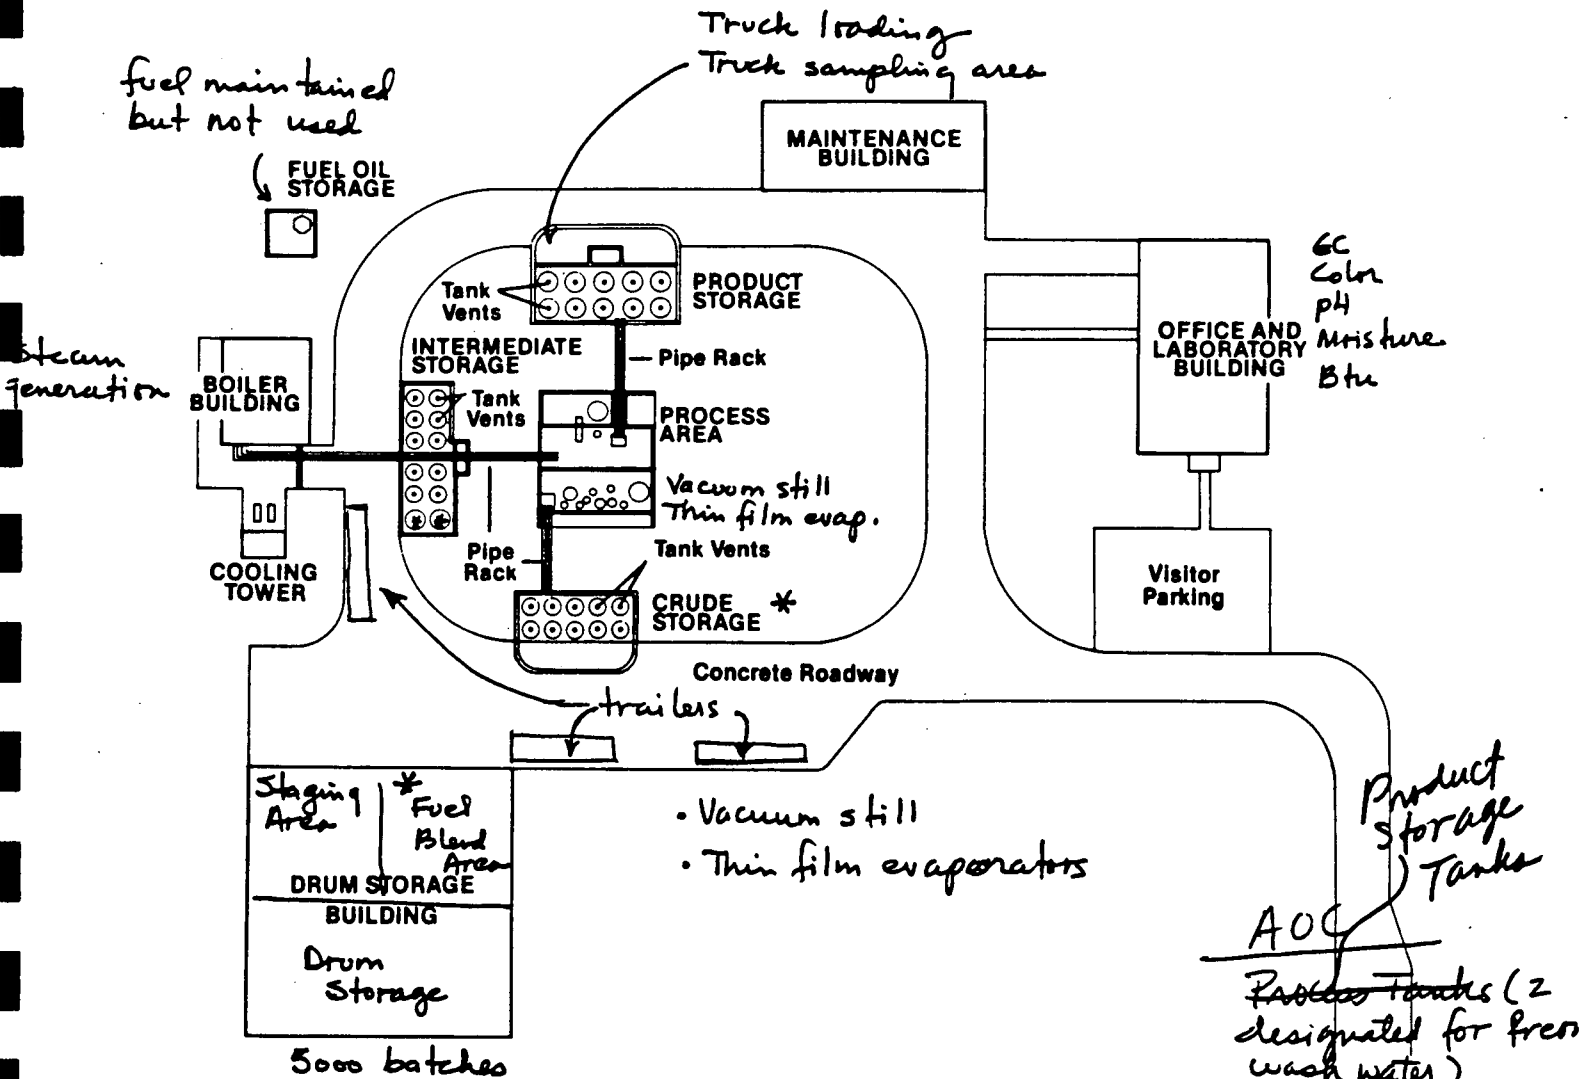 Truck loading
Truck sampling area
fuel maintained
but not used
FUEL OIL
STORAGE
MAINTENANCE
BUILDING
Tank
Vents
PRODUCT
STORAGE
GC
Color
pH
Moisture
Btu
OFFICE AND
LABORATORY
BUILDING
INTERMEDIATE
STORAGE
Pipe Rack
Steam
generation
BOILER
BUILDING
Tank
Vents
PROCESS
AREA
Vacuum still
Thin film evap.
Pipe
Rack
Tank Vents
COOLING
TOWER
CRUDE *
STORAGE
Visitor
Parking
Concrete Roadway
trailers
Staging
Area
* Fuel
Blend
Area
DRUM STORAGE
BUILDING
Drum
Storage
5000 batches
• Vacuum still
• Thin film evaporators
Product
Storage
Tanks
AOC
Process Tanks (2
designated for freon
wash water)